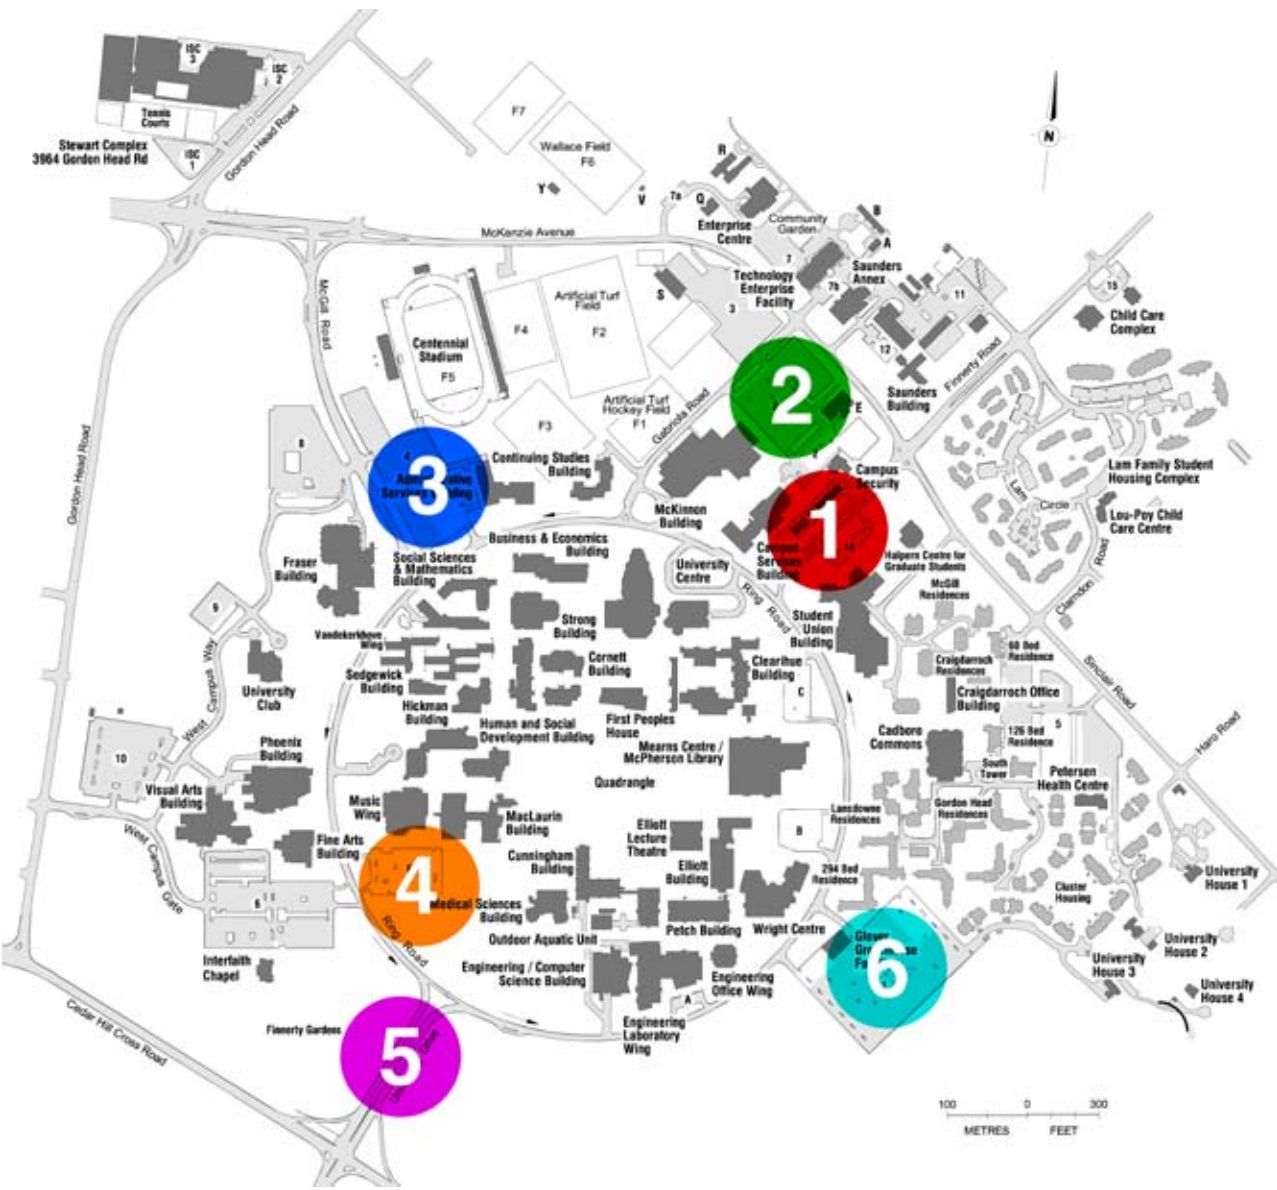 ISC
3
ISC
2
Tennis
Courts
Stewart Complex
3964 Gordon Head Rd
ISC
1
Gordon Head Road
F7
Wallace Field
F6
Y
V
R
Q
7a
Enterprise
Centre
Community
Garden
B
A
N
McKenzie Avenue
7
Technology
Enterprise
Facility
7b
Saunders
Annex
11
15
Child Care
Complex
S
3
12
Saunders
Building
Finnerty Road
McGill Road
Centennial
Stadium
F5
F4
Artificial Turf
Field
F2
F3
Artificial Turf
Hockey Field
F1
Gabriola Road
2
E
Gordon Head Road
8
4
3
Continuing Studies
Building
McKinnon
Building
Campus
Security
1
Campus
Services
Building
14
Halpern Centre for
Graduate Students
Lam Circle
Lam Family Student
Housing Complex
Lou-Poy Child
Care Centre
Clarndon Road
Fraser
Building
Social Sciences
& Mathematics
Building
Business & Economics
Building
University
Centre
Ring Road
Student
Union
Building
McGill
Residences
9
West Campus Way
University
Club
Vandekerkhove
Wing
Sedgewick
Building
Hickman
Building
Strong
Building
Cornett
Building
Clearihue
Building
C
Human and Social
Development Building
First Peoples
House
Craigdarroch
Residences
60 Bed
Residence
Craigdarroch Office
Building
Sinclair Road
Haro Road
5
126 Bed
Residence
Cadboro
Commons
South
Tower
Petersen
Health Centre
10
Phoenix
Building
Visual Arts
Building
Mearns Centre /
McPherson Library
Quadrangle
Music
Wing
MacLaurin
Building
Elliott
Lecture
Theatre
B
Lansdowne
Residences
Gordon Head
Residences
West Campus Gate
Fine Arts
Building
6
4
Cunningham
Building
Elliott
Building
294 Bed
Residence
Cluster
Housing
University
House 1
Medical Sciences
Building
Petch Building
Wright Centre
Outdoor Aquatic Unit
Interfaith
Chapel
Ring Road
Engineering / Computer
Science Building
Engineering
Office Wing
A
Engineering
Laboratory
Wing
6
Glover
University
House 2
University
House 3
University
House 4
Cedar Hill Cross Road
Finnerty Gardens
5
Drive
100 0 300
METRES FEET